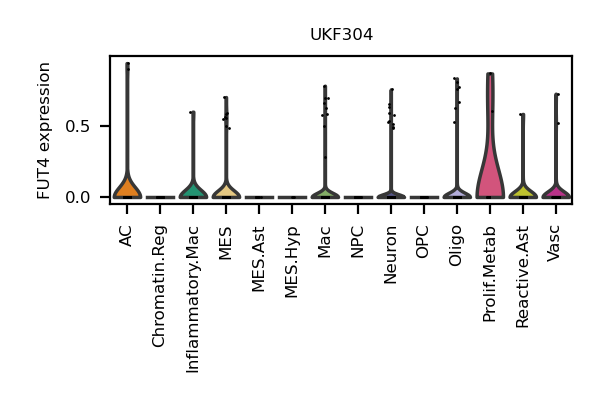 UKF304
FUT4 expression
0.5
0.0
AC
Chromatin.Reg
Inflammatory.Mac
MES
MES.Ast
MES.Hyp
Mac
NPC
Neuron
OPC
Oligo
Prolif.Metab
Reactive.Ast
Vasc